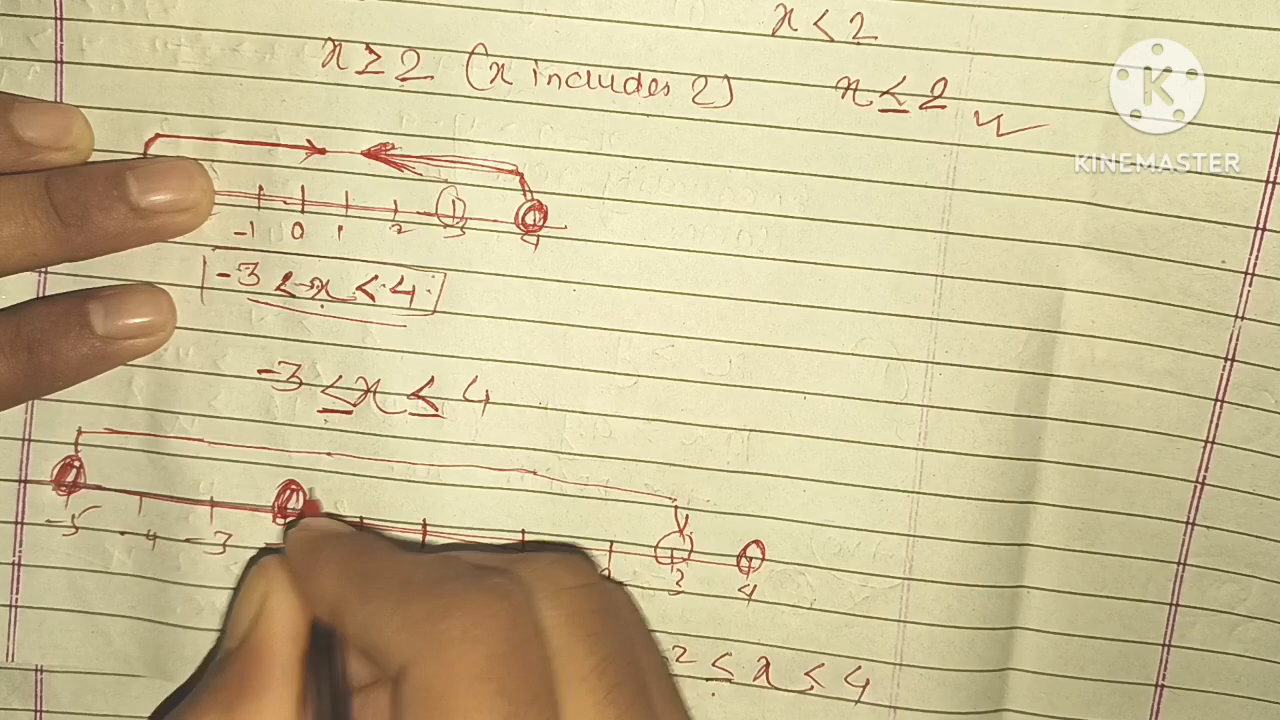 x < 2
x ≥ 2 (x includes 2) x ≤ 2
KINEMASTER
-1 0 1 2 3 4
-3 < x < 4
-3 ≤ x ≤ 4
-5 -4 -3 3 4
2 ≤ x ≤ 4